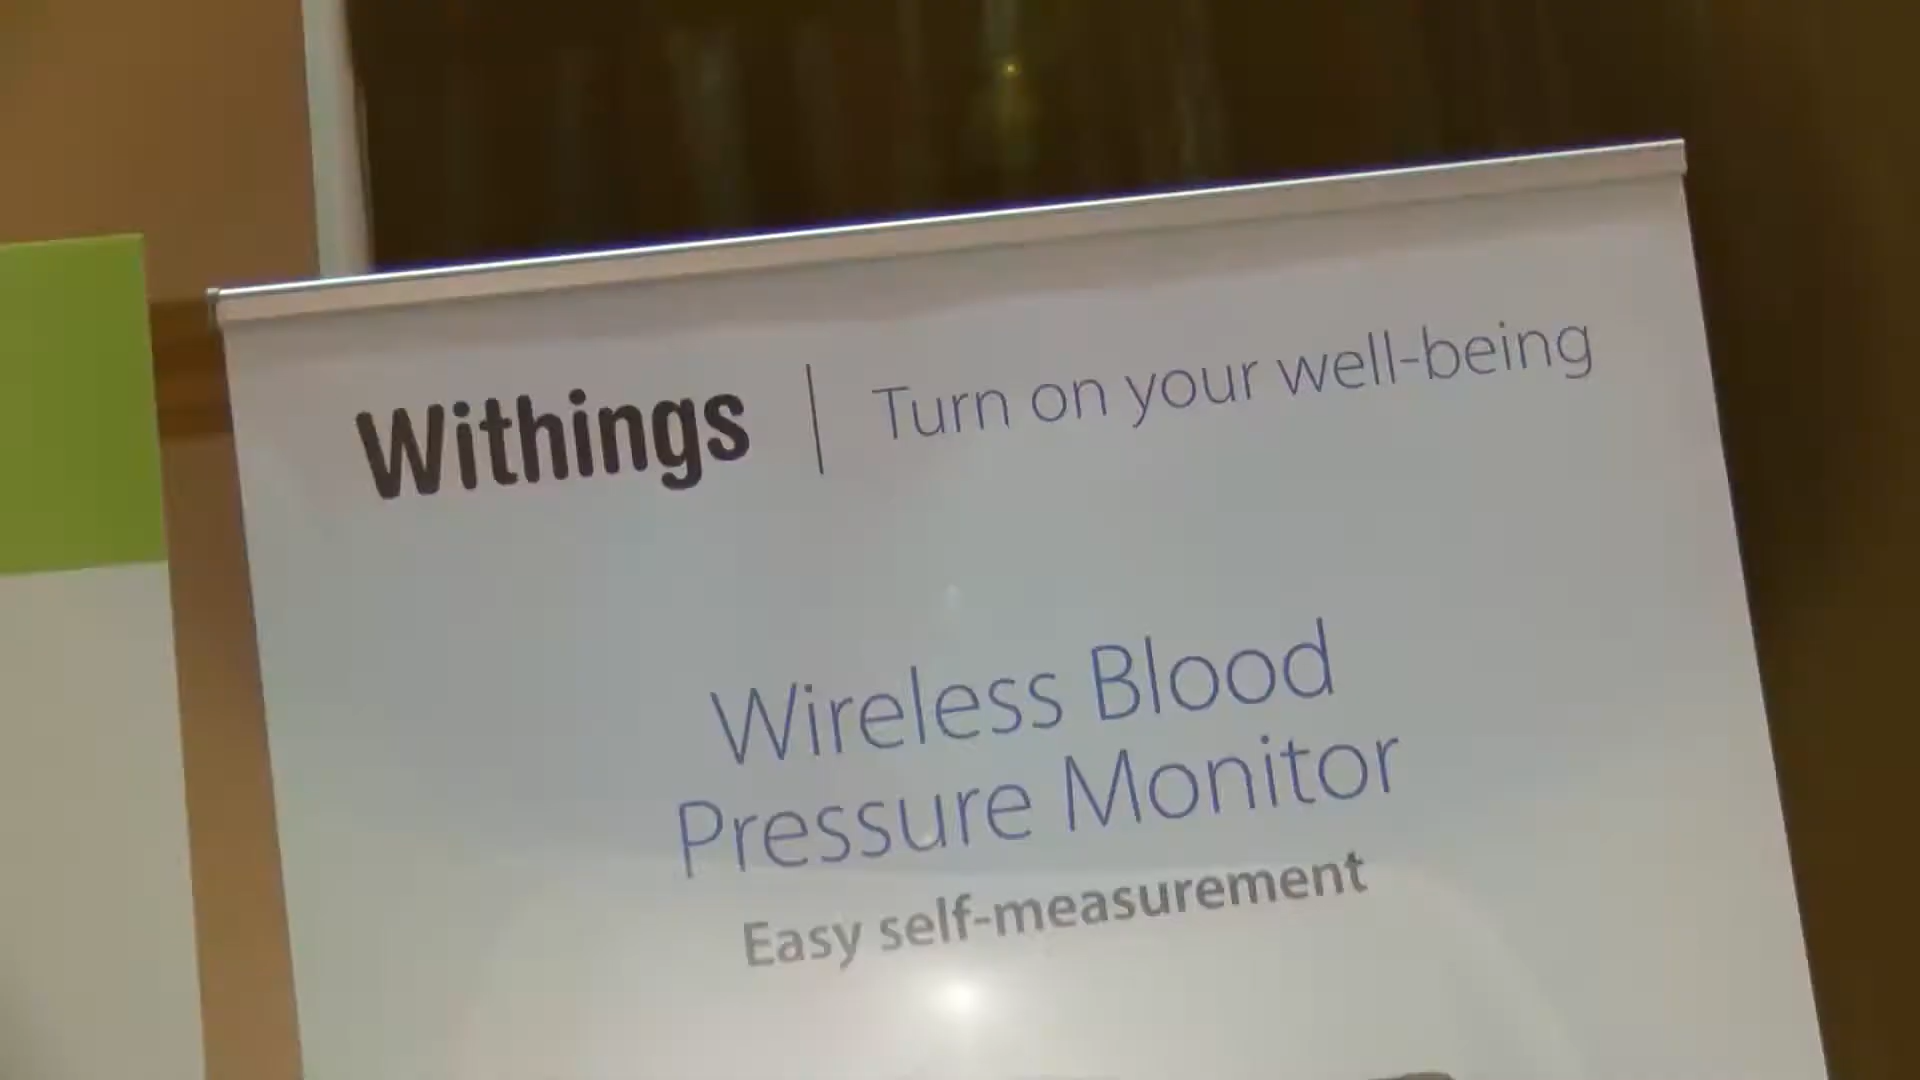 Withings | Turn on your well-being
Wireless Blood
Pressure Monitor
Easy self-measurement